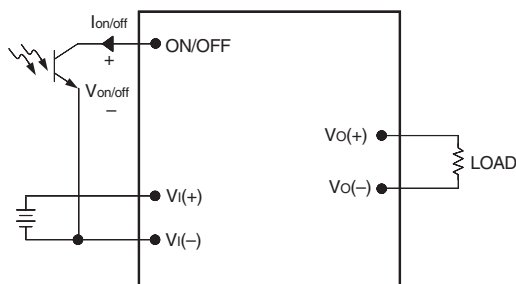 Ion/off
ON/OFF
+
Von/off
–
VO(+)
LOAD
VO(–)
VI(+)
VI(–)